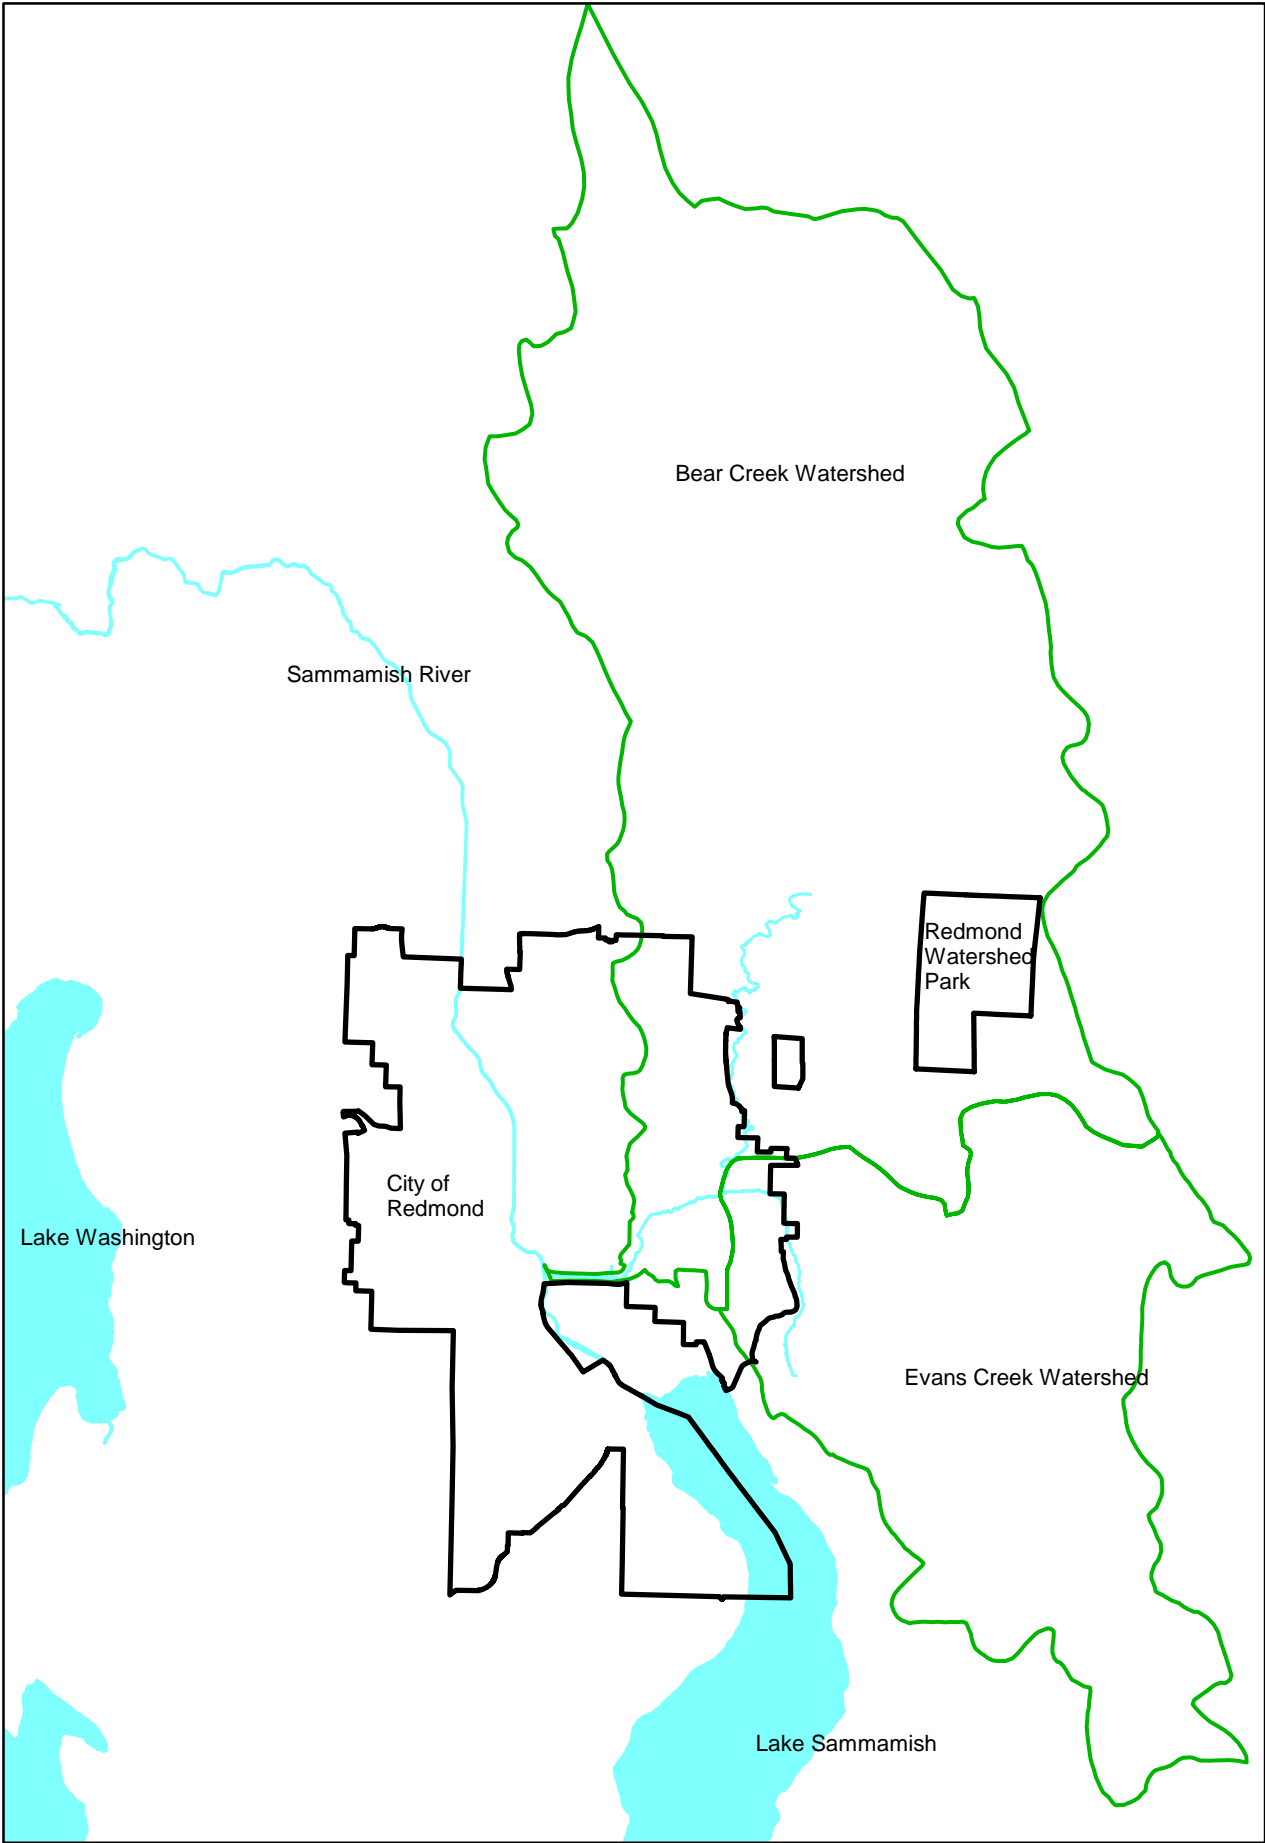 Bear Creek Watershed
Sammamish River
Redmond
Watershed
Park
City of
Redmond
Lake Washington
Evans Creek Watershed
Lake Sammamish